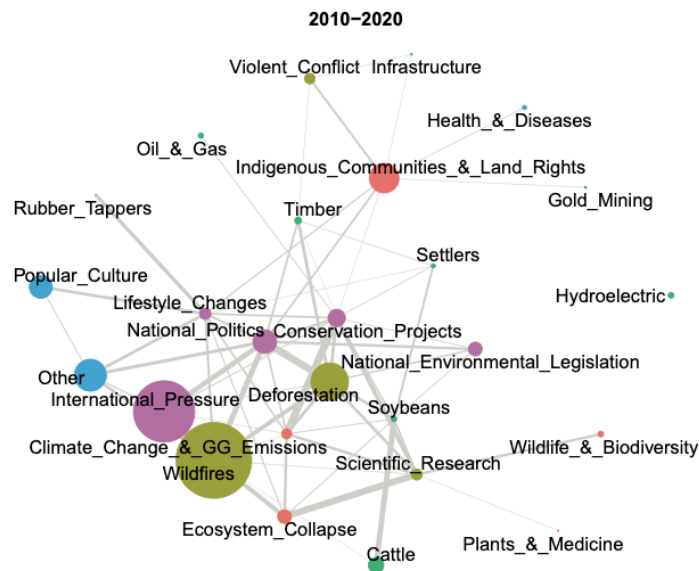 2010−2020
Violent_Conflict
Infrastructure
Health_&_Diseases
Oil_&_Gas
Indigenous_Communities_&_Land_Rights
Gold_Mining
Rubber_Tappers
Timber
Settlers
Popular_Culture
Hydroelectric
Lifestyle_Changes
National_Politics
Conservation_Projects
National_Environmental_Legislation
Other
International_Pressure
Deforestation
Soybeans
Climate_Change_&_GG_Emissions
Wildlife_&_Biodiversity
Scientific_Research
Wildfires
Ecosystem_Collapse
Plants_&_Medicine
Cattle